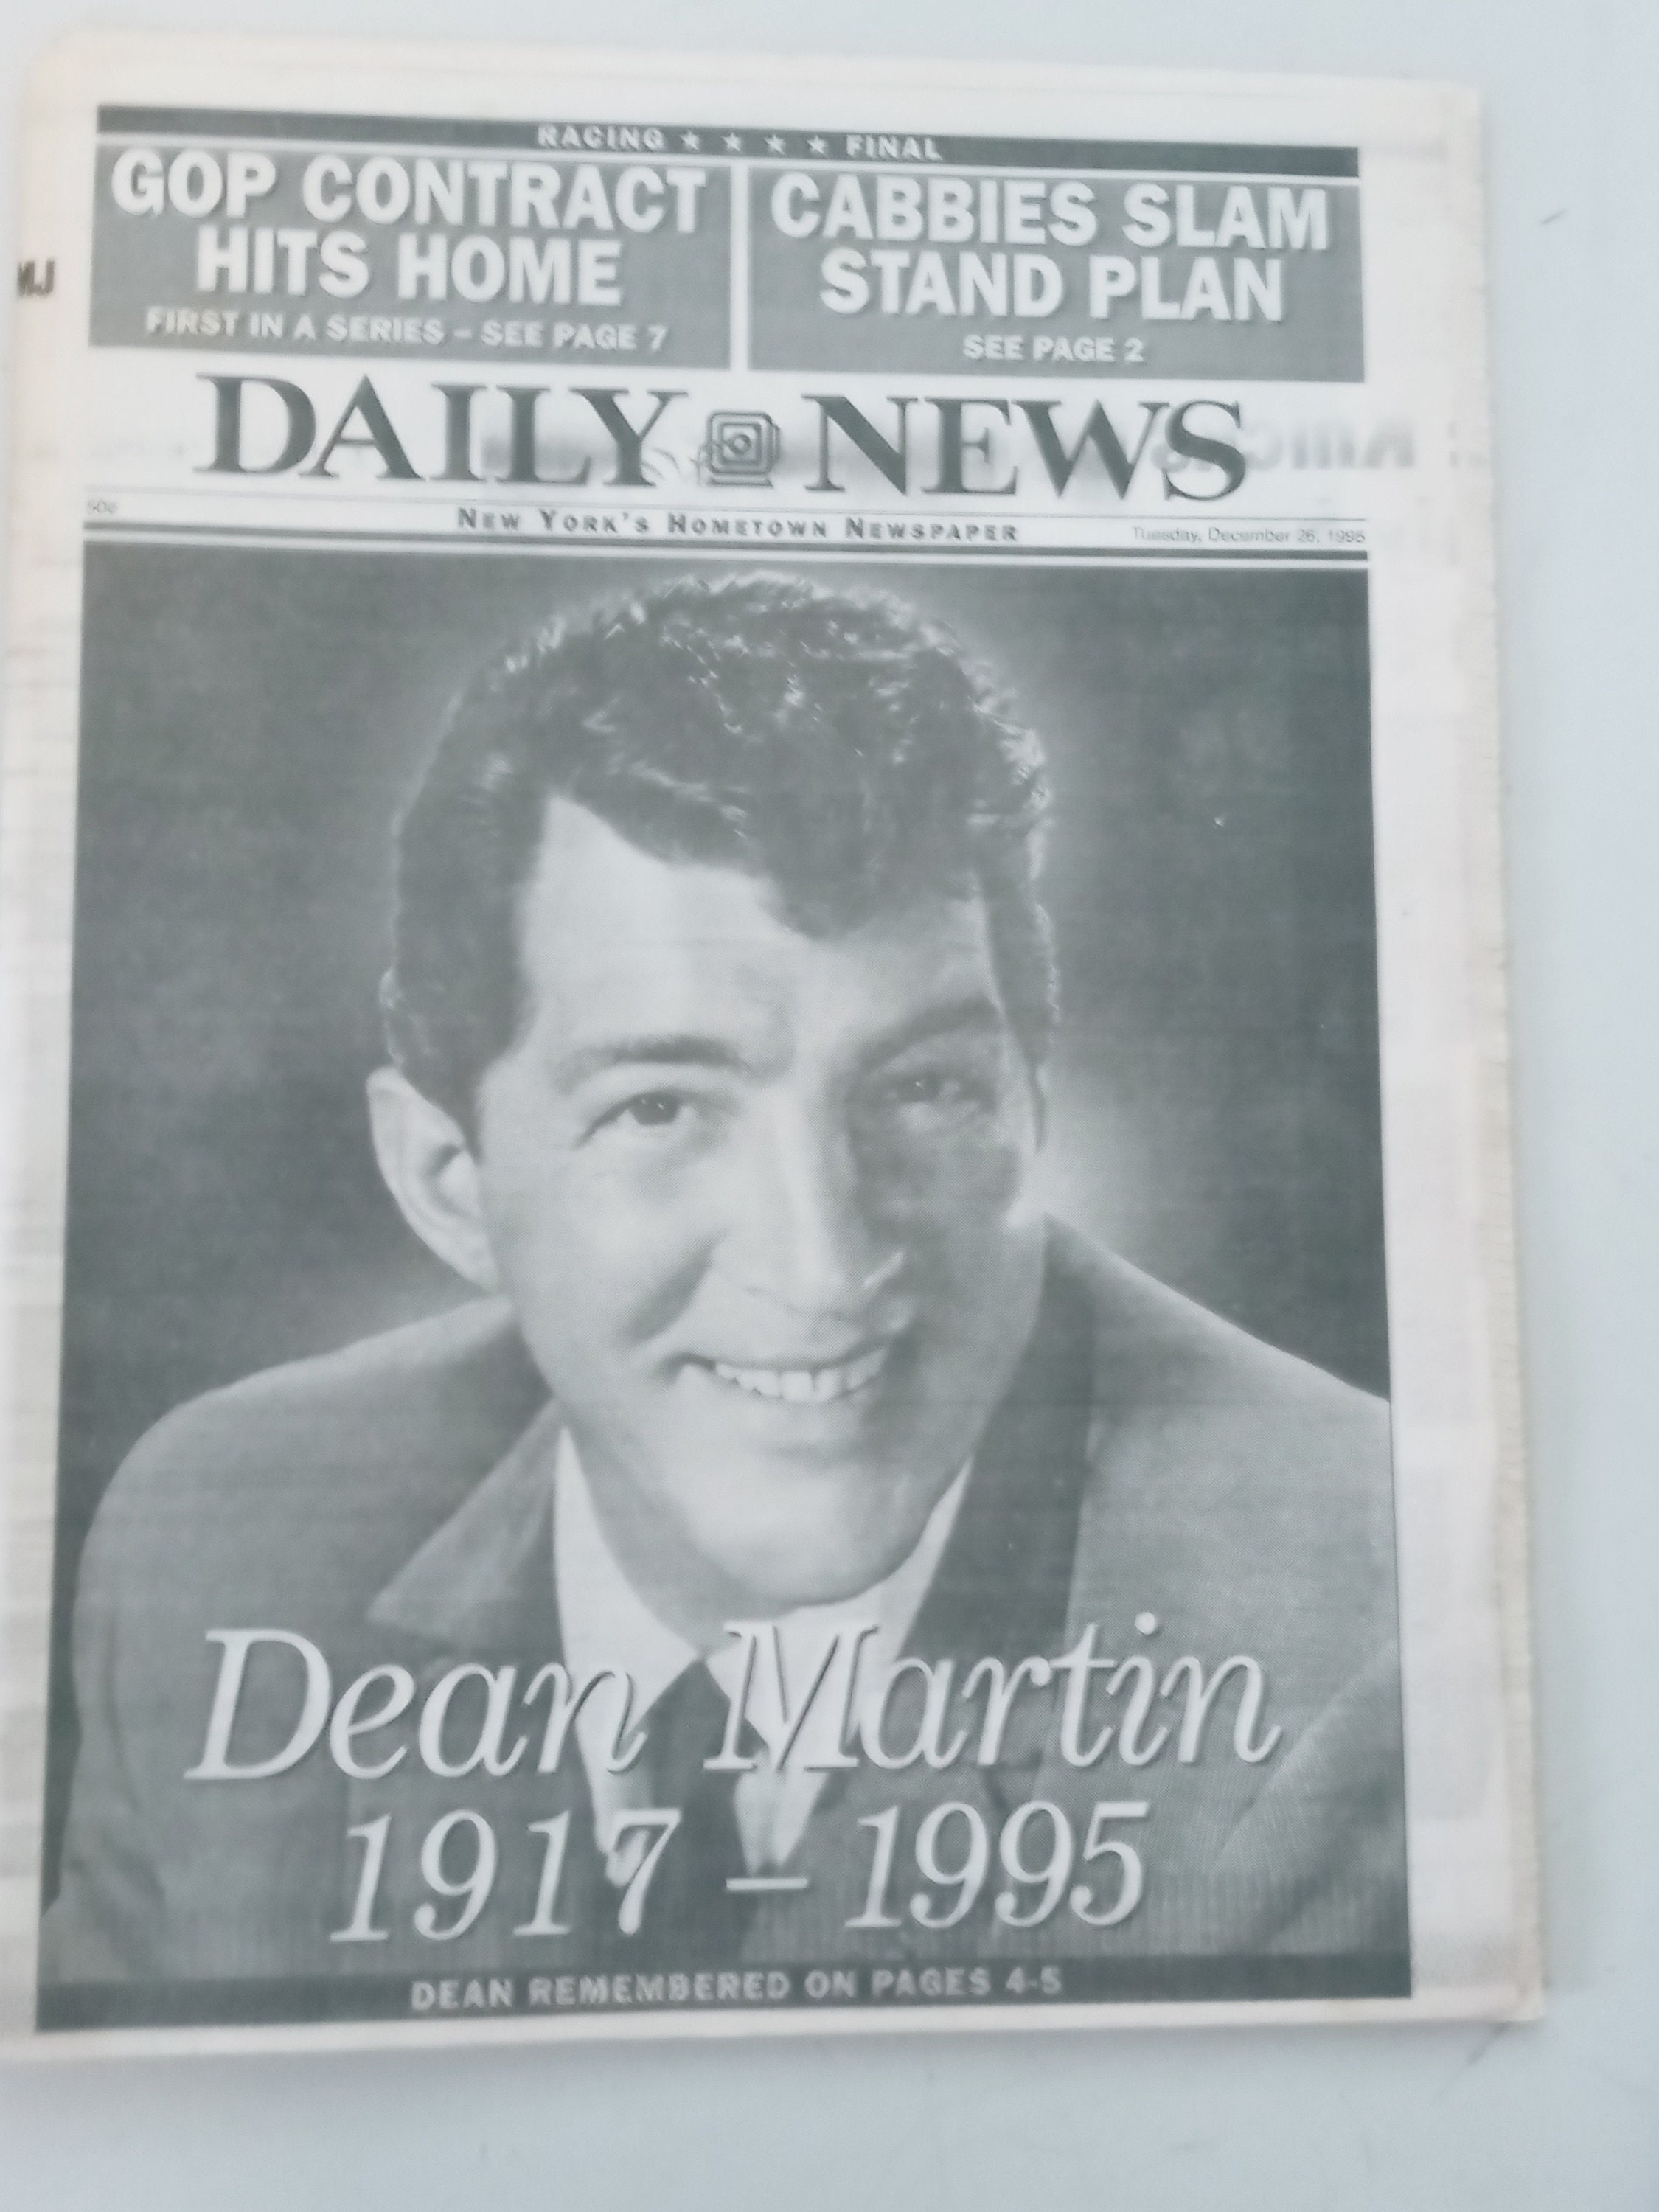 RACING ★ ★ ★ ★ FINAL
GOP CONTRACT
HITS HOME
FIRST IN A SERIES – SEE PAGE 7
CABBIES SLAM
STAND PLAN
SEE PAGE 2
MJ
DAILY NEWS
50¢
NEW YORK'S HOMETOWN NEWSPAPER
Tuesday, December 26, 1995
Dean Martin
1917 – 1995
DEAN REMEMBERED ON PAGES 4-5